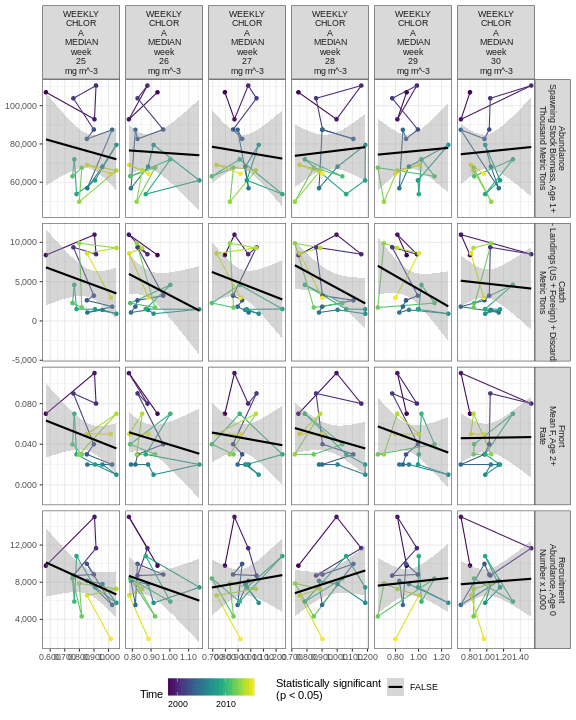 WEEKLY WEEKLY WEEKLY WEEKLY WEEKLY WEEKLY
CHLOR CHLOR CHLOR CHLOR CHLOR CHLOR
A A A A A A
MEDIAN MEDIAN MEDIAN MEDIAN MEDIAN MEDIAN
week week week week week week
25 26 27 28 29 30
mg m^-3 mg m^-3 mg m^-3 mg m^-3 mg m^-3 mg m^-3
100,000
80,000
60,000
Abundance
Spawning Stock Biomass, Age 1+
Thousand Metric Tons
10,000
5,000
0
-5,000
Catch
- Landings (US + Foreign) + Discard
Metric Tons
0.080
0.040
0.000
Fmort
Mean F, Age 2+
Rate
12,000
8,000
4,000
Recruitment
Abundance, Age 0
Number x 1,000
0.80 0.90 1.00 1.10
0.80 1.00 1.20
0.80 1.00 1.20 1.40
Time
2000 2010
Statistically significant
(p < 0.05)
FALSE